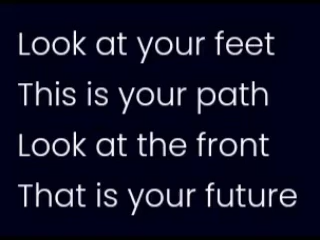 Look at your feet
This is your path
Look at the front
That is your future